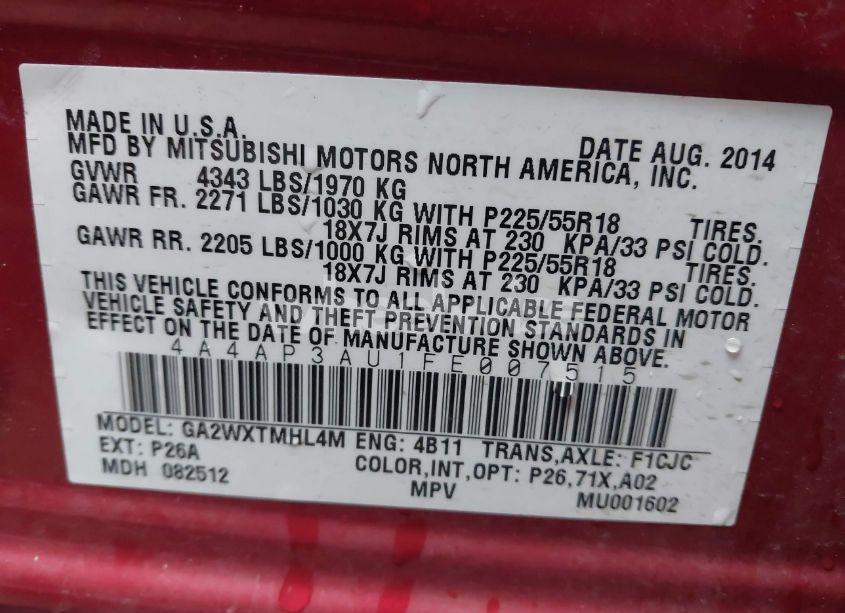 MADE IN U.S.A. DATE AUG. 2014
MFD BY MITSUBISHI MOTORS NORTH AMERICA, INC.
GVWR 4343 LBS/1970 KG
GAWR FR. 2271 LBS/1030 KG WITH P225/55R18 TIRES.
18X7J RIMS AT 230 KPA/33 PSI COLD.
GAWR RR. 2205 LBS/1000 KG WITH P225/55R18 TIRES.
18X7J RIMS AT 230 KPA/33 PSI COLD.
THIS VEHICLE CONFORMS TO ALL APPLICABLE FEDERAL MOTOR
VEHICLE SAFETY AND THEFT PREVENTION STANDARDS IN
EFFECT ON THE DATE OF MANUFACTURE SHOWN ABOVE.
4A4AP3AU1FE007515
MODEL: GA2WXTMHL4M ENG: 4B11 TRANS,AXLE: F1CJC
EXT: P26A COLOR,INT,OPT: P26,71X,A02
MDH 082512 MPV MU001602